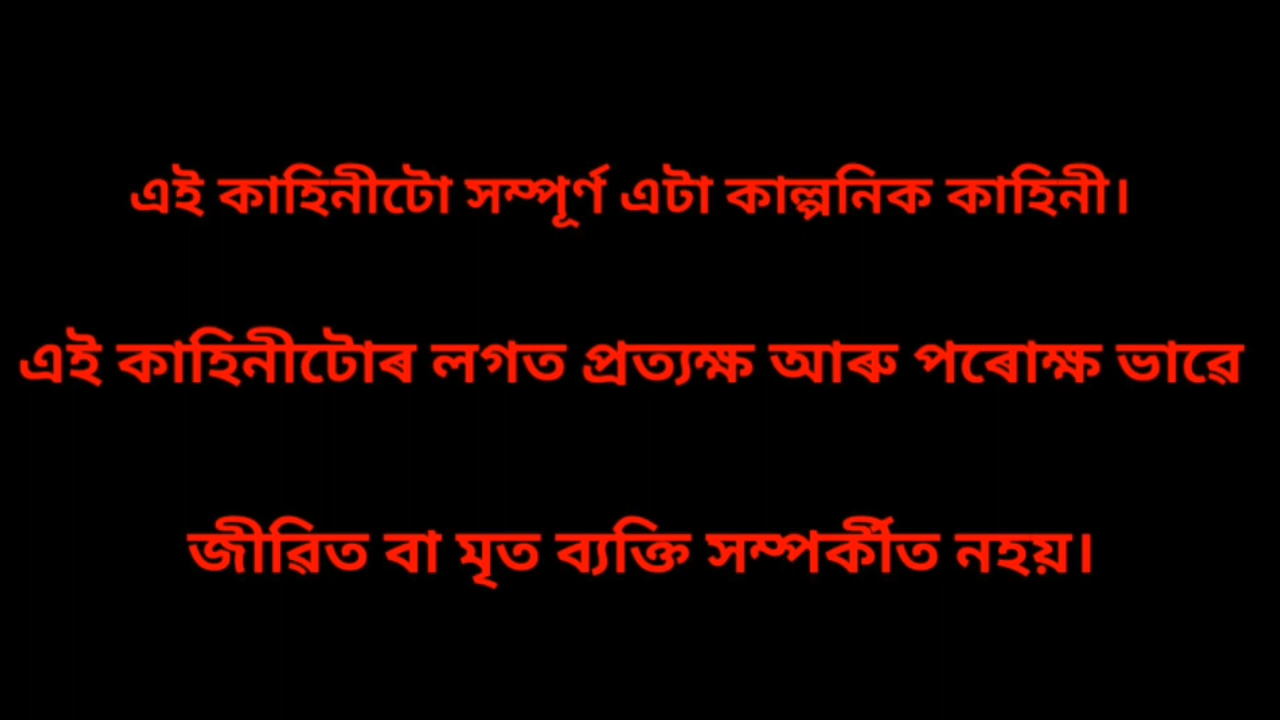 এই কাহিনীটো সম্পূৰ্ণ এটা কাল্পনিক কাহিনী।
এই কাহিনীটোৰ লগত প্ৰত্যক্ষ আৰু পৰোক্ষ ভাৱে
জীৱিত বা মৃত ব্যক্তি সম্পৰ্কীত নহয়।